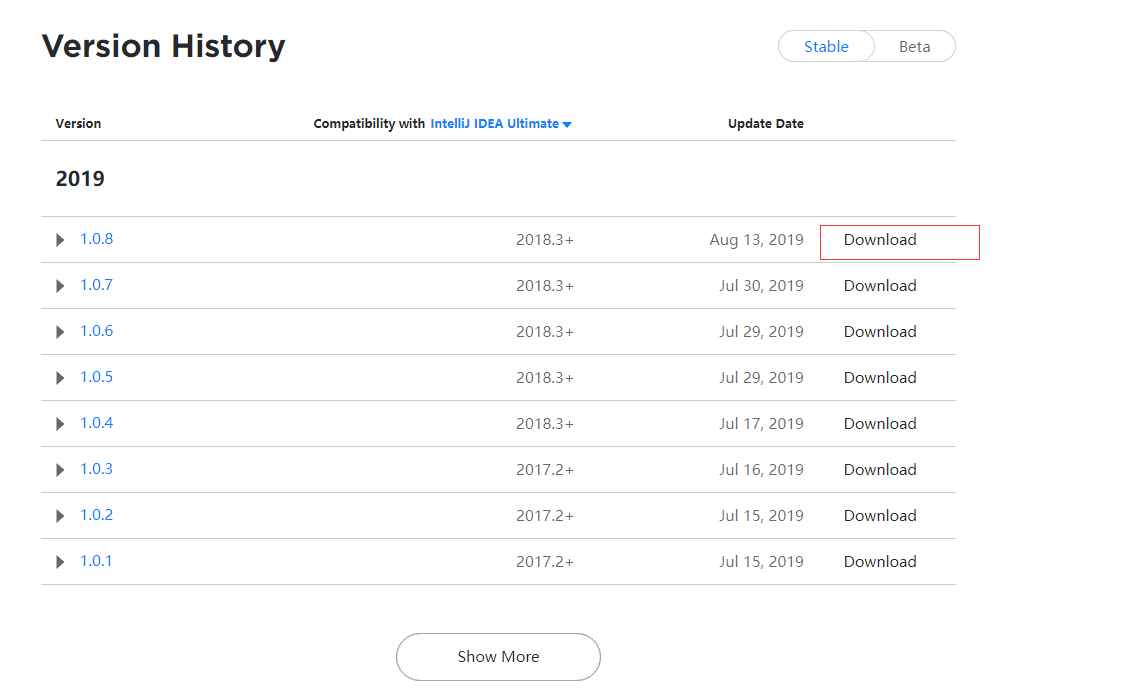 Version History
Stable Beta
Version Compatibility with IntelliJ IDEA Ultimate Update Date
2019
1.0.8 2018.3+ Aug 13, 2019 Download
1.0.7 2018.3+ Jul 30, 2019 Download
1.0.6 2018.3+ Jul 29, 2019 Download
1.0.5 2018.3+ Jul 29, 2019 Download
1.0.4 2018.3+ Jul 17, 2019 Download
1.0.3 2017.2+ Jul 16, 2019 Download
1.0.2 2017.2+ Jul 15, 2019 Download
1.0.1 2017.2+ Jul 15, 2019 Download
Show More